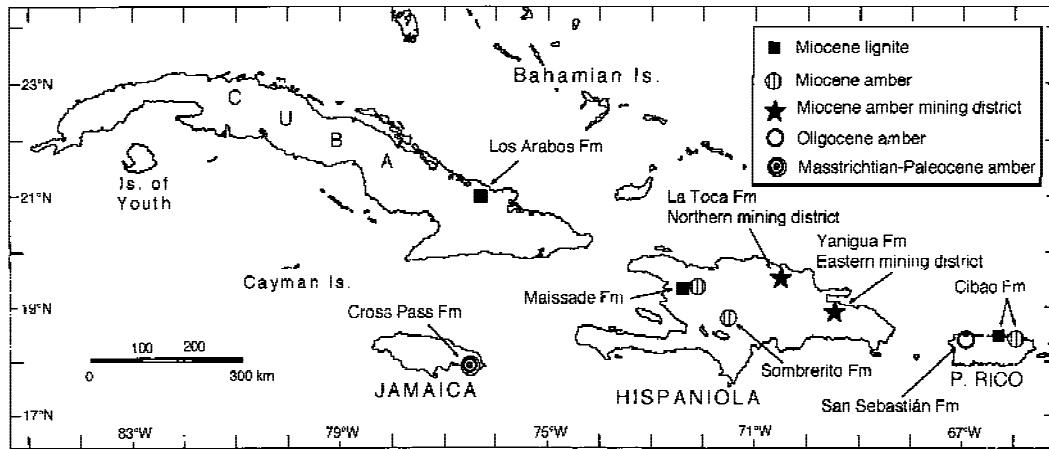 23°N
21°N
19°N
17°N
83°W
79°W
75°W
71°W
67°W
C
U
B
A
Is. of
Youth
Bahamian Is.
Los Arabos Fm
Cayman Is.
Cross Pass Fm
JAMAICA
100
200
0
300 km
La Toca Fm
Northern mining district
Yanigua Fm
Eastern mining district
Maissade Fm
Cibao Fm
Sombrerito Fm
HISPANIOLA
P. RICO
San Sebastián Fm
Miocene lignite
Miocene amber
Miocene amber mining district
Oligocene amber
Masstrichtian-Paleocene amber